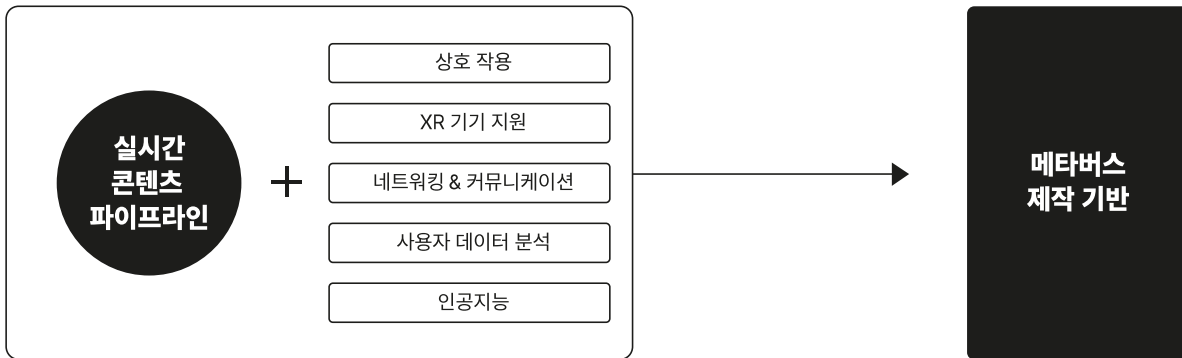 실시간
콘텐츠
파이프라인
+
상호 작용
XR 기기 지원
네트워킹 & 커뮤니케이션
사용자 데이터 분석
인공지능
메타버스
제작 기반